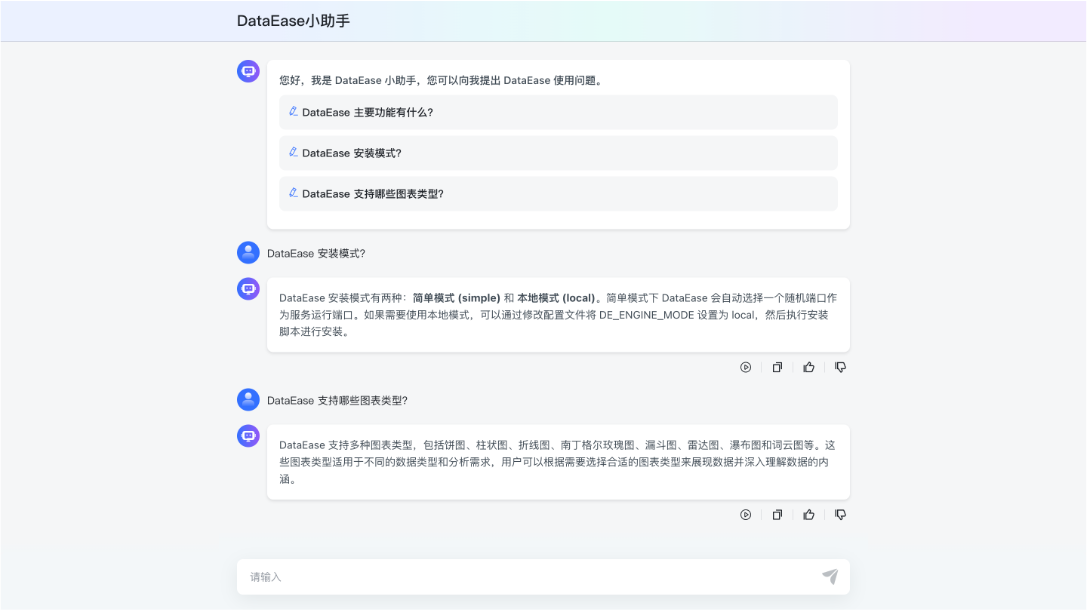 DataEase小助手
您好，我是 DataEase 小助手，您可以向我提出 DataEase 使用问题。
DataEase 主要功能有什么?
DataEase 安装模式?
DataEase 支持哪些图表类型?
DataEase 安装模式?
DataEase 安装模式有两种：简单模式 (simple) 和 本地模式 (local)。简单模式下 DataEase 会自动选择一个随机端口作
为服务运行端口。如果需要使用本地模式，可以通过修改配置文件将 DE_ENGINE_MODE 设置为 local，然后执行安装
脚本进行安装。
DataEase 支持哪些图表类型?
DataEase 支持多种图表类型，包括饼图、柱状图、折线图、南丁格尔玫瑰图、漏斗图、雷达图、瀑布图和词云图等。这
些图表类型适用于不同的数据类型和分析需求，用户可以根据需要选择合适的图表类型来展现数据并深入理解数据的内
涵。
请输入